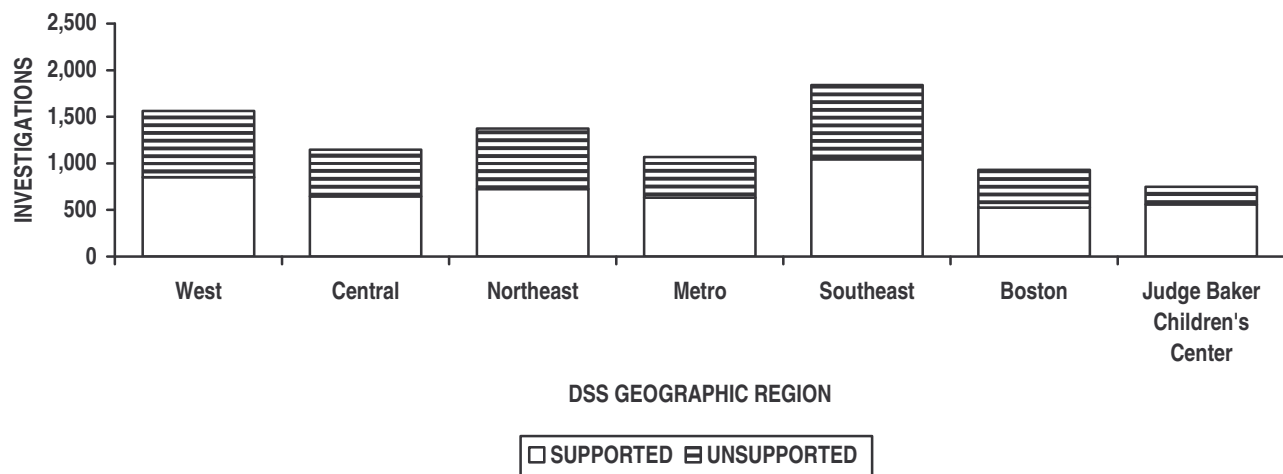 2,500
2,000
1,500
1,000
500
0
INVESTIGATIONS
West
Central
Northeast
Metro
Southeast
Boston
Judge Baker
Children's
Center
DSS GEOGRAPHIC REGION
SUPPORTED UNSUPPORTED